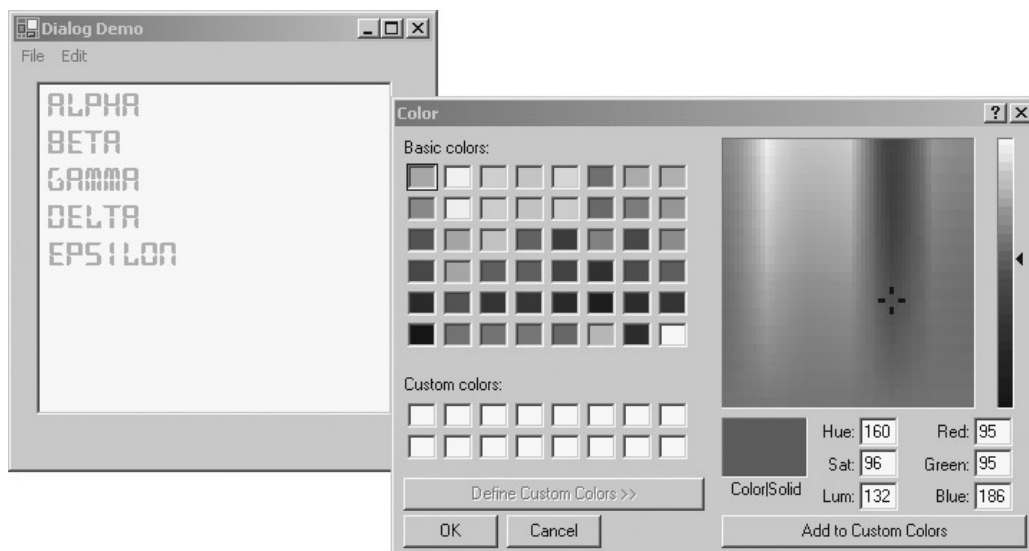 Dialog Demo
File Edit
ALPHA
BETA
GAMMA
DELTA
EPSILON
Color
?
Basic colors:
Custom colors:
Define Custom Colors >>
OK Cancel
Color|Solid
Hue: 160 Red: 95
Sat: 96 Green: 95
Lum: 132 Blue: 186
Add to Custom Colors